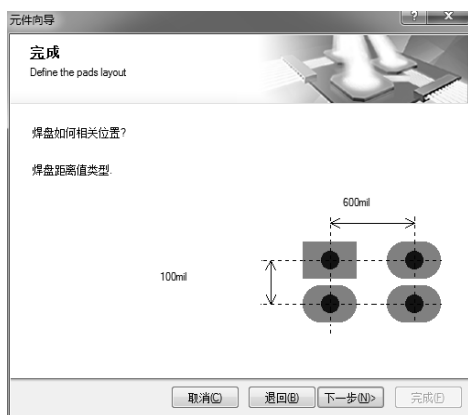 元件向导
完成
Define the pads layout
焊盘如何相关位置?
焊盘距离值类型.
600mil
100mil
取消(C) 退回(B) 下一步(N)> 完成(F)